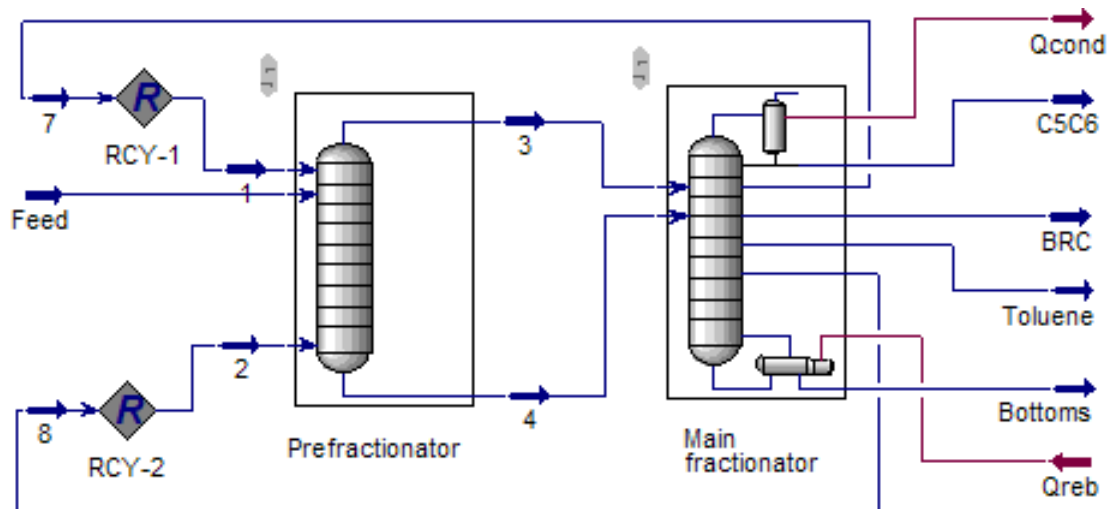 Qcond
7
RCY-1
R
1
3
C5C6
Feed
BRC
Toluene
2
4
8
RCY-2
R
Prefractionator
Main
fractionator
Bottoms
Qreb